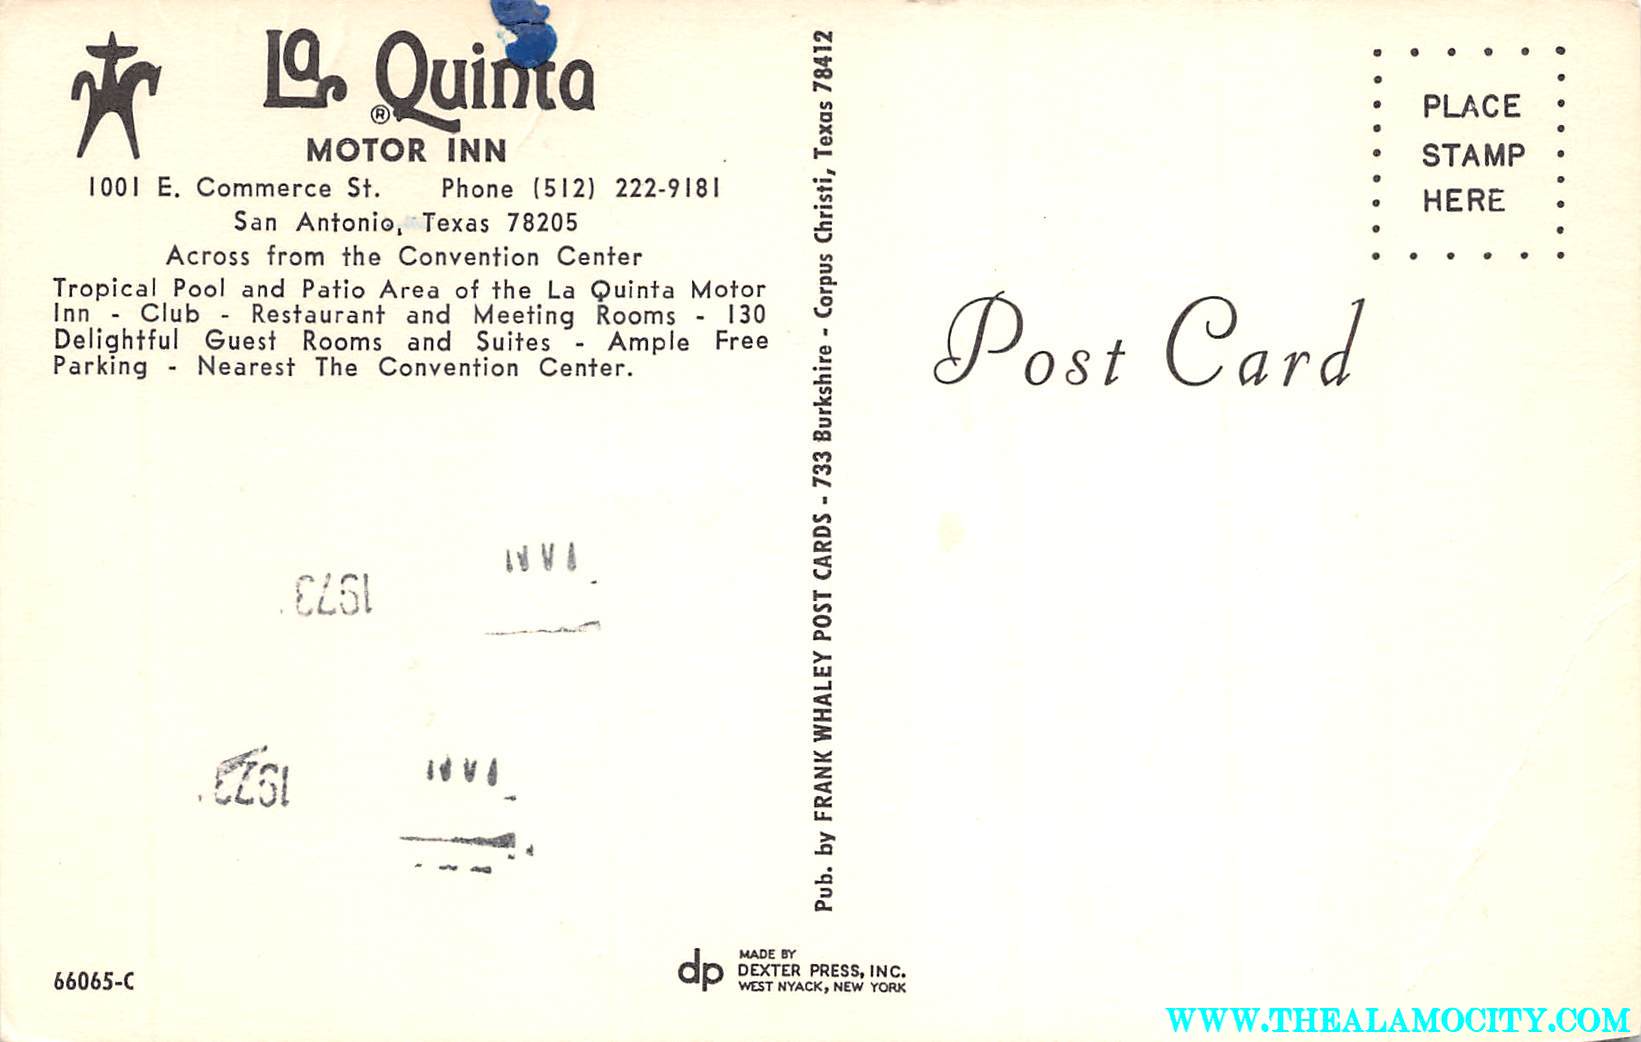 La Quinta
®
MOTOR INN
1001 E. Commerce St. Phone (512) 222-9181
San Antonio, Texas 78205
Across from the Convention Center
Tropical Pool and Patio Area of the La Quinta Motor
Inn - Club - Restaurant and Meeting Rooms - 130
Delightful Guest Rooms and Suites - Ample Free
Parking - Nearest The Convention Center.
1973
1973
66065-C
Pub. by FRANK WHALEY POST CARDS - 733 Burkshire - Corpus Christi, Texas 78412
dp
MADE BY
DEXTER PRESS, INC.
WEST NYACK, NEW YORK
PLACE
STAMP
HERE
Post Card
WWW.THEALAMOCITY.COM